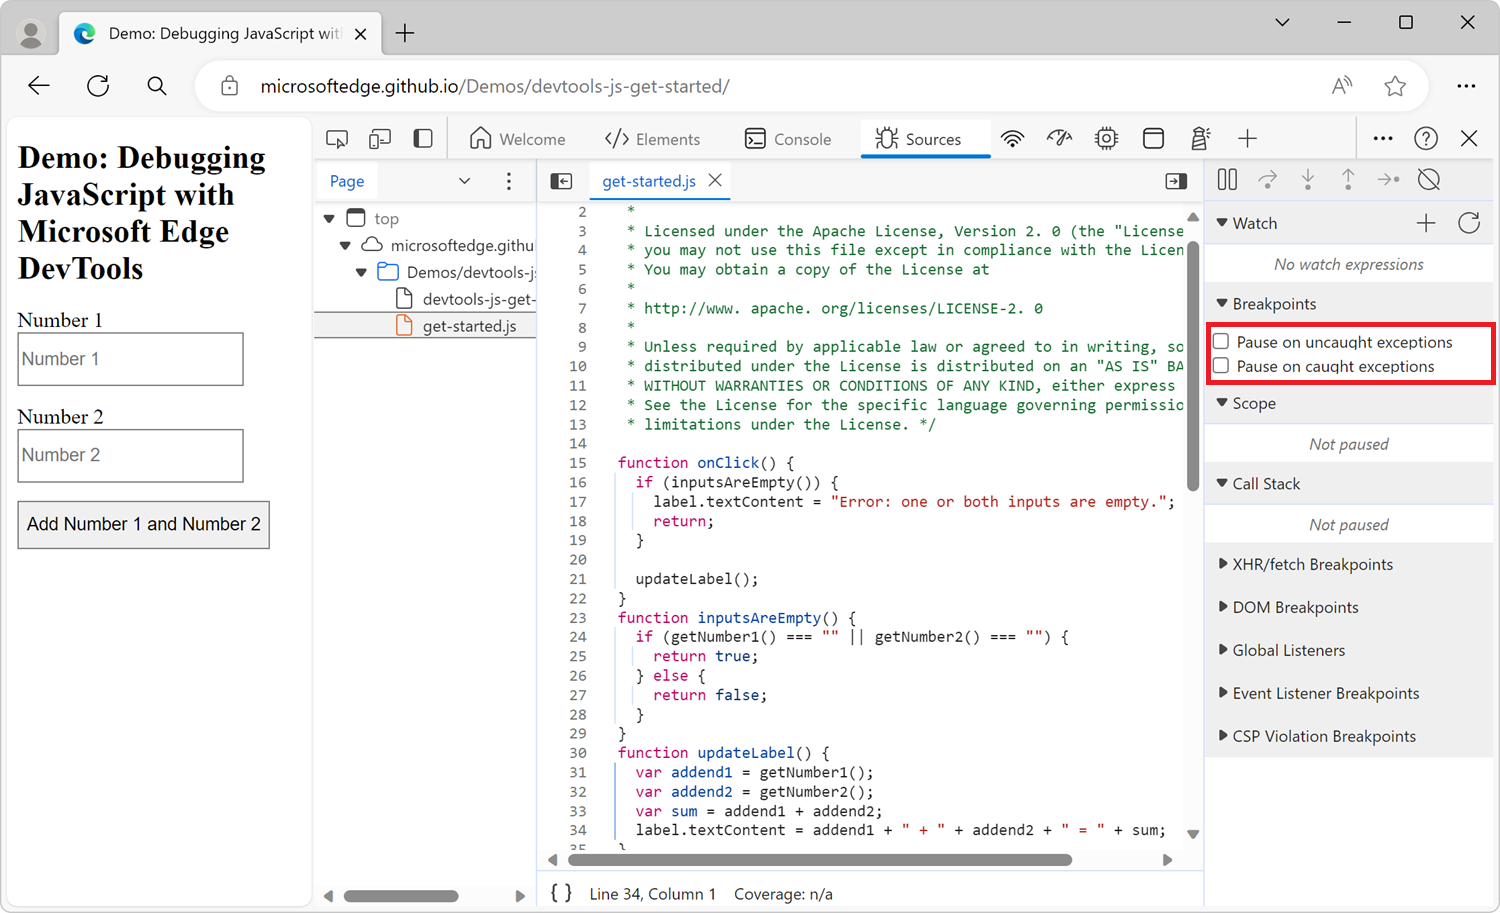 Demo: Debugging JavaScript wit
microsoftedge.github.io/Demos/devtools-js-get-started/
Demo: Debugging
JavaScript with
Microsoft Edge
DevTools
Number 1
Number 1
Number 2
Number 2
Add Number 1 and Number 2
Welcome
Elements
Console
Sources
Page
top
microsoftedge.githu
Demos/devtools-js
devtools-js-get-
get-started.js
get-started.js
2 *
3 * Licensed under the Apache License, Version 2. 0 (the "License
4 * you may not use this file except in compliance with the Licen
5 * You may obtain a copy of the License at
6 *
7 * http://www. apache. org/licenses/LICENSE-2. 0
8 *
9 * Unless required by applicable law or agreed to in writing, so
10 * distributed under the License is distributed on an "AS IS" BA
11 * WITHOUT WARRANTIES OR CONDITIONS OF ANY KIND, either express
12 * See the License for the specific language governing permissio
13 * limitations under the License. */
14
15 function onClick() {
16 if (inputsAreEmpty()) {
17 label.textContent = "Error: one or both inputs are empty.";
18 return;
19 }
20
21 updateLabel();
22 }
23 function inputsAreEmpty() {
24 if (getNumber1() === "" || getNumber2() === "") {
25 return true;
26 } else {
27 return false;
28 }
29 }
30 function updateLabel() {
31 var addend1 = getNumber1();
32 var addend2 = getNumber2();
33 var sum = addend1 + addend2;
34 label.textContent = addend1 + " + " + addend2 + " = " + sum;
35 }
{ } Line 34, Column 1 Coverage: n/a
Watch
No watch expressions
Breakpoints
Pause on uncaught exceptions
Pause on caught exceptions
Scope
Not paused
Call Stack
Not paused
XHR/fetch Breakpoints
DOM Breakpoints
Global Listeners
Event Listener Breakpoints
CSP Violation Breakpoints